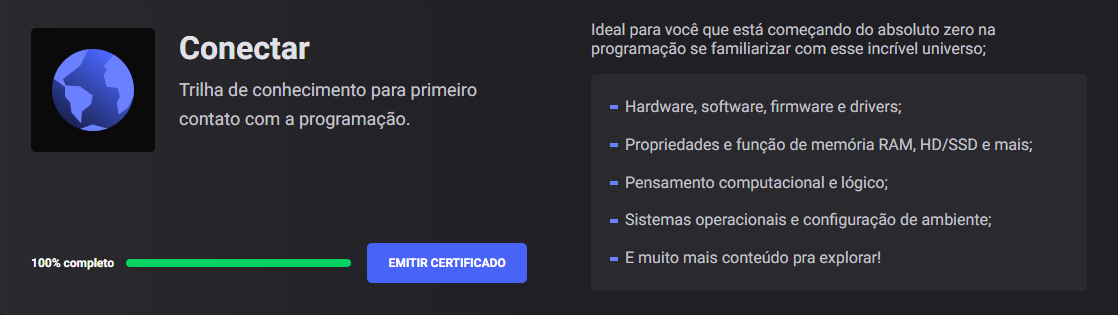 Conectar
Trilha de conhecimento para primeiro
contato com a programação.
100% completo
EMITIR CERTIFICADO
Ideal para você que está começando do absoluto zero na
programação se familiarizar com esse incrível universo;
Hardware, software, firmware e drivers;
Propriedades e função de memória RAM, HD/SSD e mais;
Pensamento computacional e lógico;
Sistemas operacionais e configuração de ambiente;
E muito mais conteúdo pra explorar!